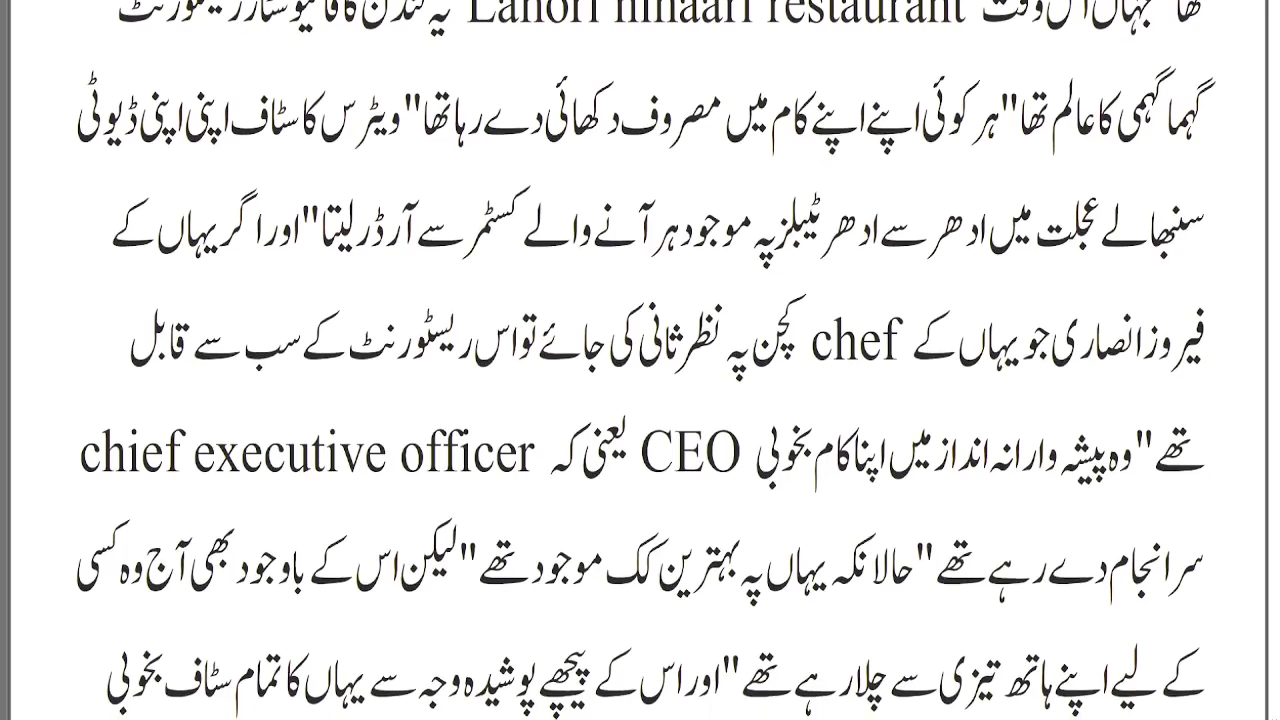 تھا" جہاں اس وقت Lahori nihaari restaurant یہ لندن کا فائیو سٹار ریسٹورنٹ
گہما گہمی کا عالم تھا"ہر کوئی اپنے اپنے کام میں مصروف دکھائی دے رہا تھا"ویٹرس کا سٹاف اپنی اپنی ڈیوٹی
سنبھالے عجلت میں ادھر سے ادھر ٹیبلز پہ موجود ہر آنے والے کسٹمر سے آرڈر لیتا"اور اگر یہاں کے
فیروز انصاری جو یہاں کے chef کچن پہ نظر ثانی کی جائے تو اس ریسٹورنٹ کے سب سے قابل
تھے"وہ پیشہ وارانہ انداز میں اپنا کام بخوبی CEO یعنی کہ chief executive officer
سر انجام دے رہے تھے"حالانکہ یہاں پہ بہترین کک موجود تھے"لیکن اس کے باوجود بھی آج وہ کسی
کے لیے اپنے ہاتھ تیزی سے چلا رہے تھے"اور اس کے پیچھے پوشیدہ وجہ سے یہاں کا تمام سٹاف بخوبی